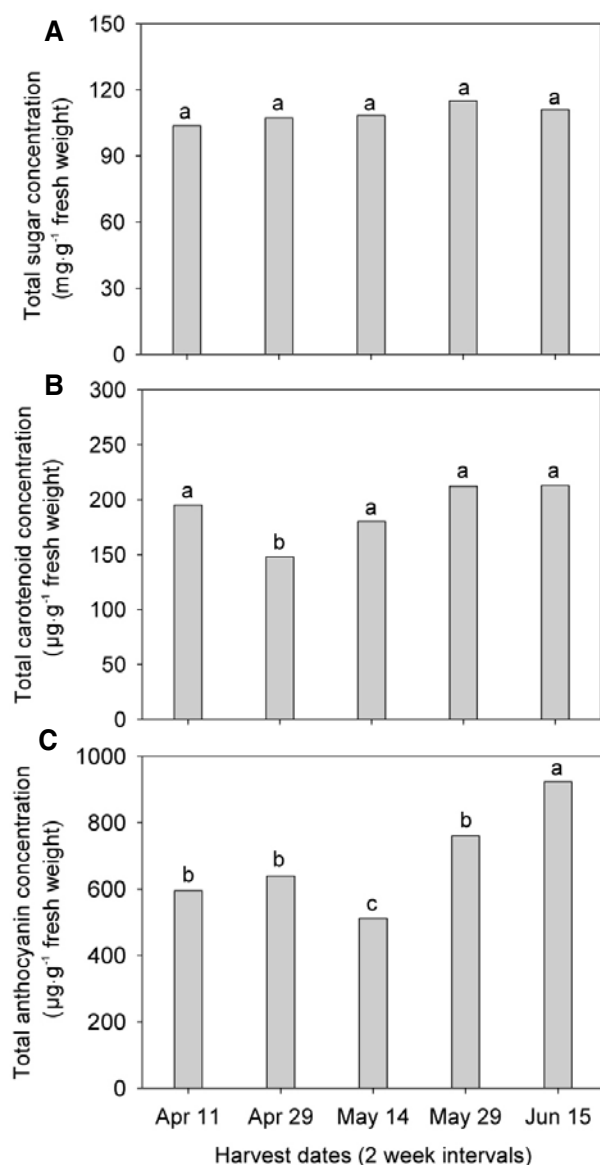 A
Total sugar concentration
(mg·g⁻¹ fresh weight)
150
120
90
60
30
0
a
a
a
a
a
B
Total carotenoid concentration
(µg·g⁻¹ fresh weight)
300
250
200
150
100
50
0
a
b
a
a
a
C
Total anthocyanin concentration
(µg·g⁻¹ fresh weight)
1000
800
600
400
200
0
b
b
c
b
a
Apr 11 Apr 29 May 14 May 29 Jun 15
Harvest dates (2 week intervals)